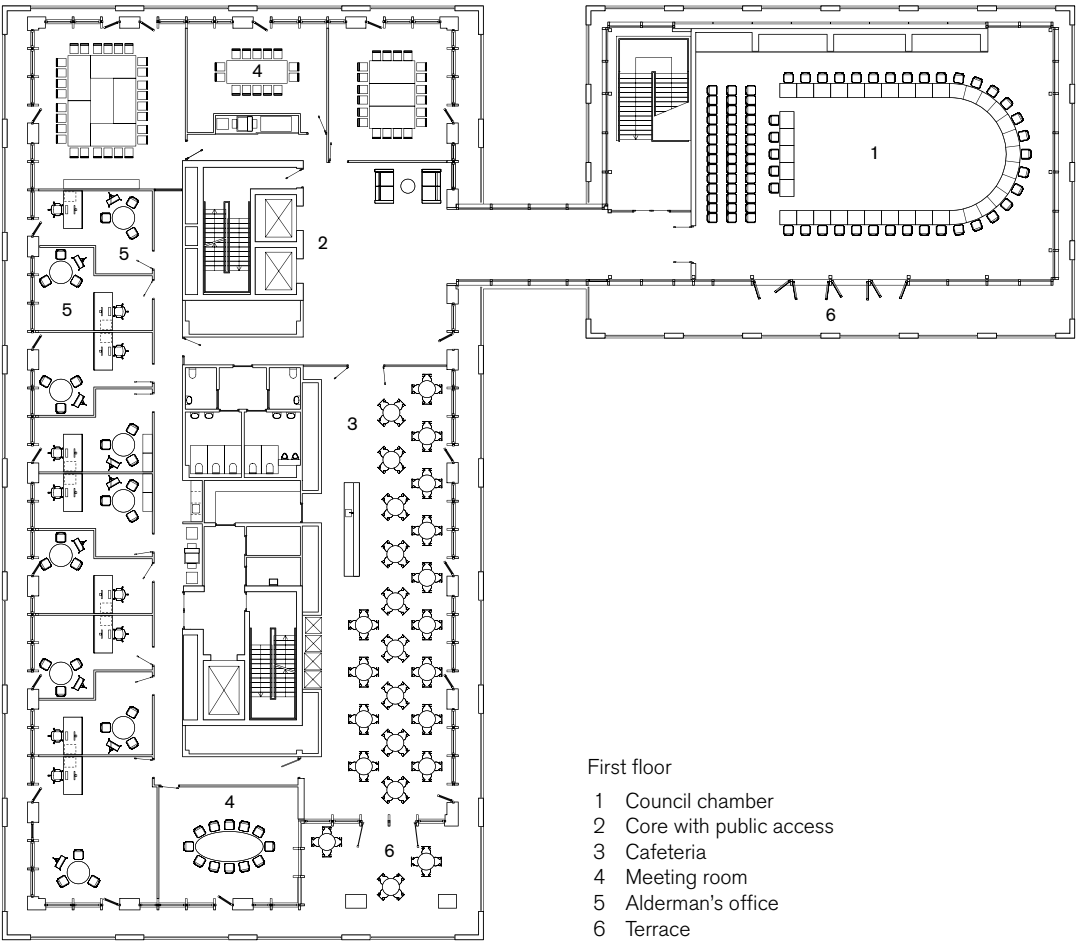 4
1
2
5
5
6
3
4
6
First floor
1 Council chamber
2 Core with public access
3 Cafeteria
4 Meeting room
5 Alderman’s office
6 Terrace